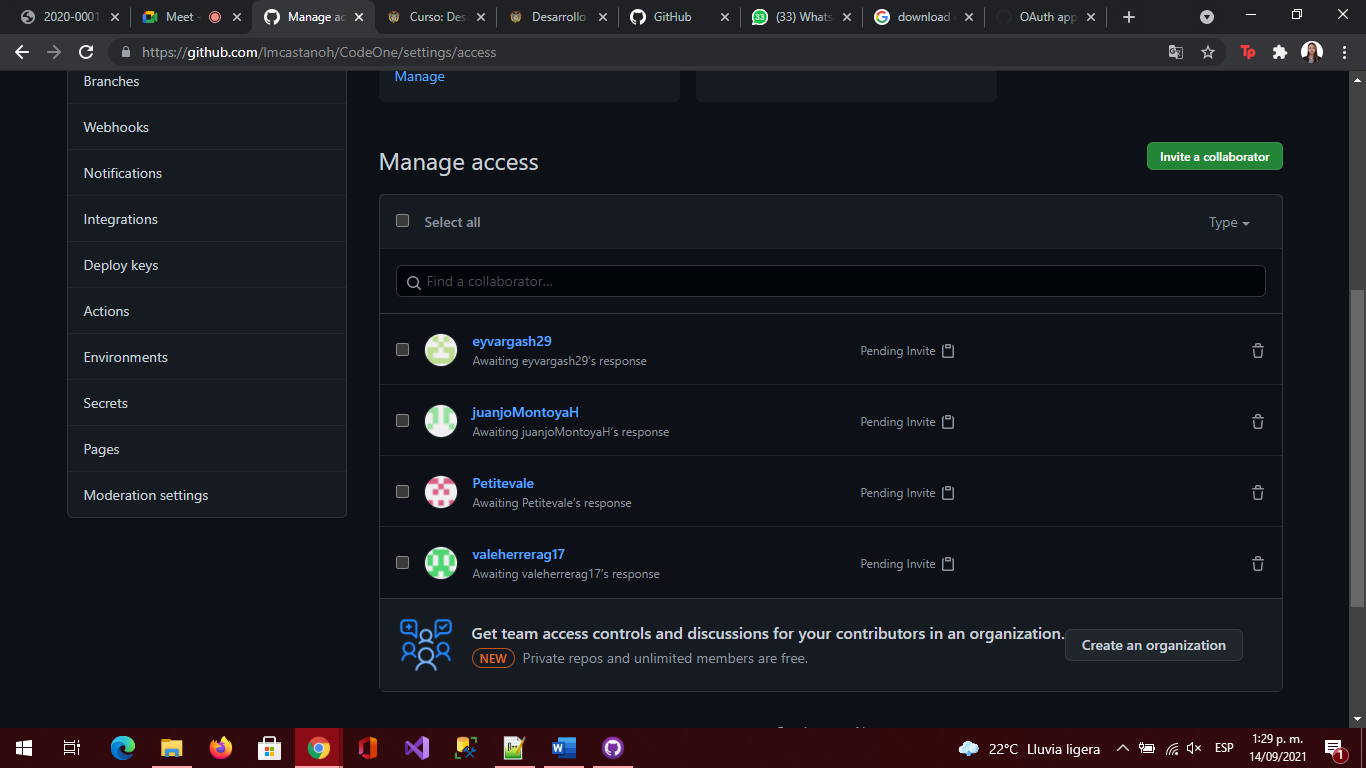 2020-0001
Meet -
Manage ac
Curso: Des
Desarrollo
GitHub
(33) Whats
download
OAuth app
33
https://github.com/lmcastanoh/CodeOne/settings/access
Tp
Branches
Webhooks
Notifications
Integrations
Deploy keys
Actions
Environments
Secrets
Pages
Moderation settings
Manage
Manage access
Invite a collaborator
Select all
Type
Find a collaborator...
eyvargash29
Awaiting eyvargash29's response
Pending Invite
juanjoMontoyaH
Awaiting juanjoMontoyaH's response
Pending Invite
Petitevale
Awaiting Petitevale's response
Pending Invite
valeherrerag17
Awaiting valeherrerag17's response
Pending Invite
Get team access controls and discussions for your contributors in an organization.
NEW Private repos and unlimited members are free.
Create an organization
22°C Lluvia ligera
ESP
1:29 p. m.
14/09/2021
1